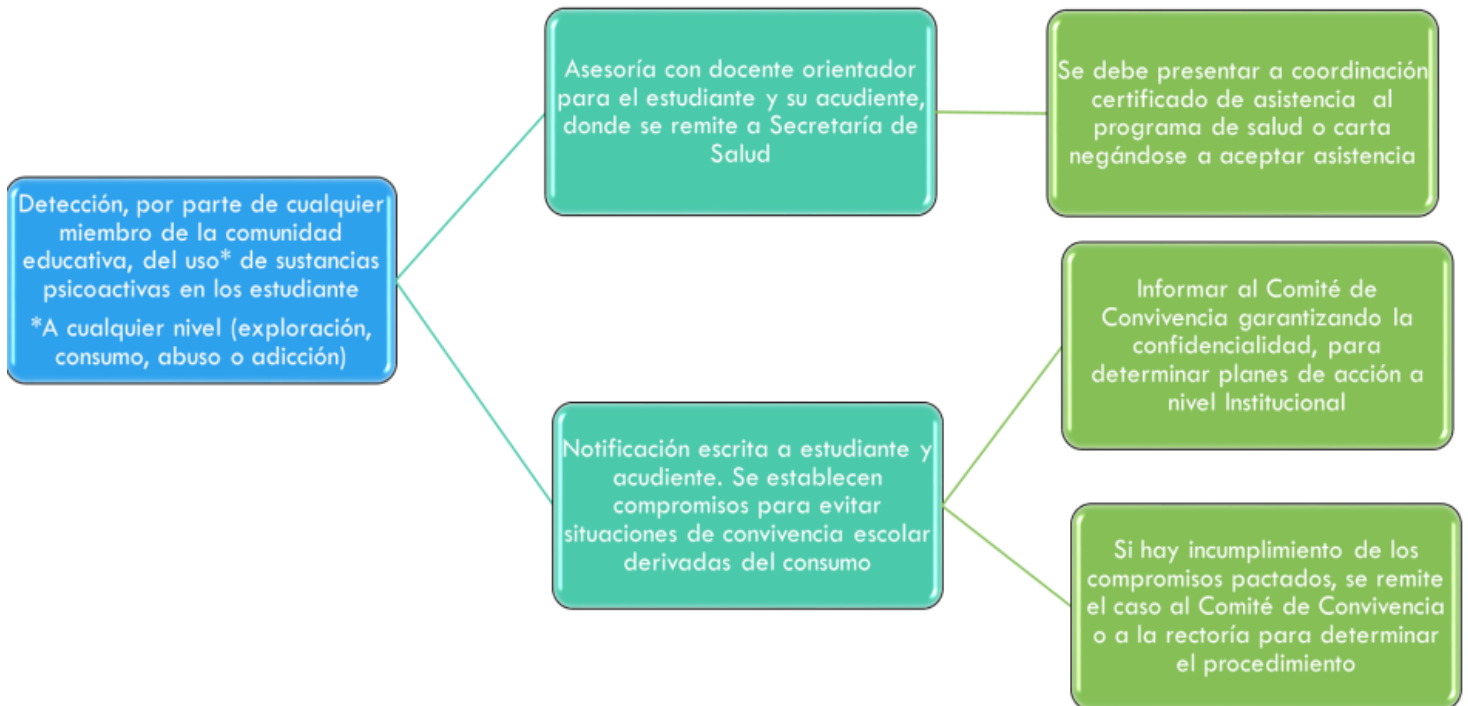 Detección, por parte de cualquier
miembro de la comunidad
educativa, del uso* de sustancias
psicoactivas en los estudiante
*A cualquier nivel (exploración,
consumo, abuso o adicción)
Asesoría con docente orientador
para el estudiante y su acudiente,
donde se remite a Secretaría de
Salud
Se debe presentar a coordinación
certificado de asistencia al
programa de salud o carta
negándose a aceptar asistencia
Notificación escrita a estudiante y
acudiente. Se establecen
compromisos para evitar
situaciones de convivencia escolar
derivadas del consumo
Informar al Comité de
Convivencia garantizando la
confidencialidad, para
determinar planes de acción a
nivel Institucional
Si hay incumplimiento de los
compromisos pactados, se remite
el caso al Comité de Convivencia
o a la rectoría para determinar
el procedimiento